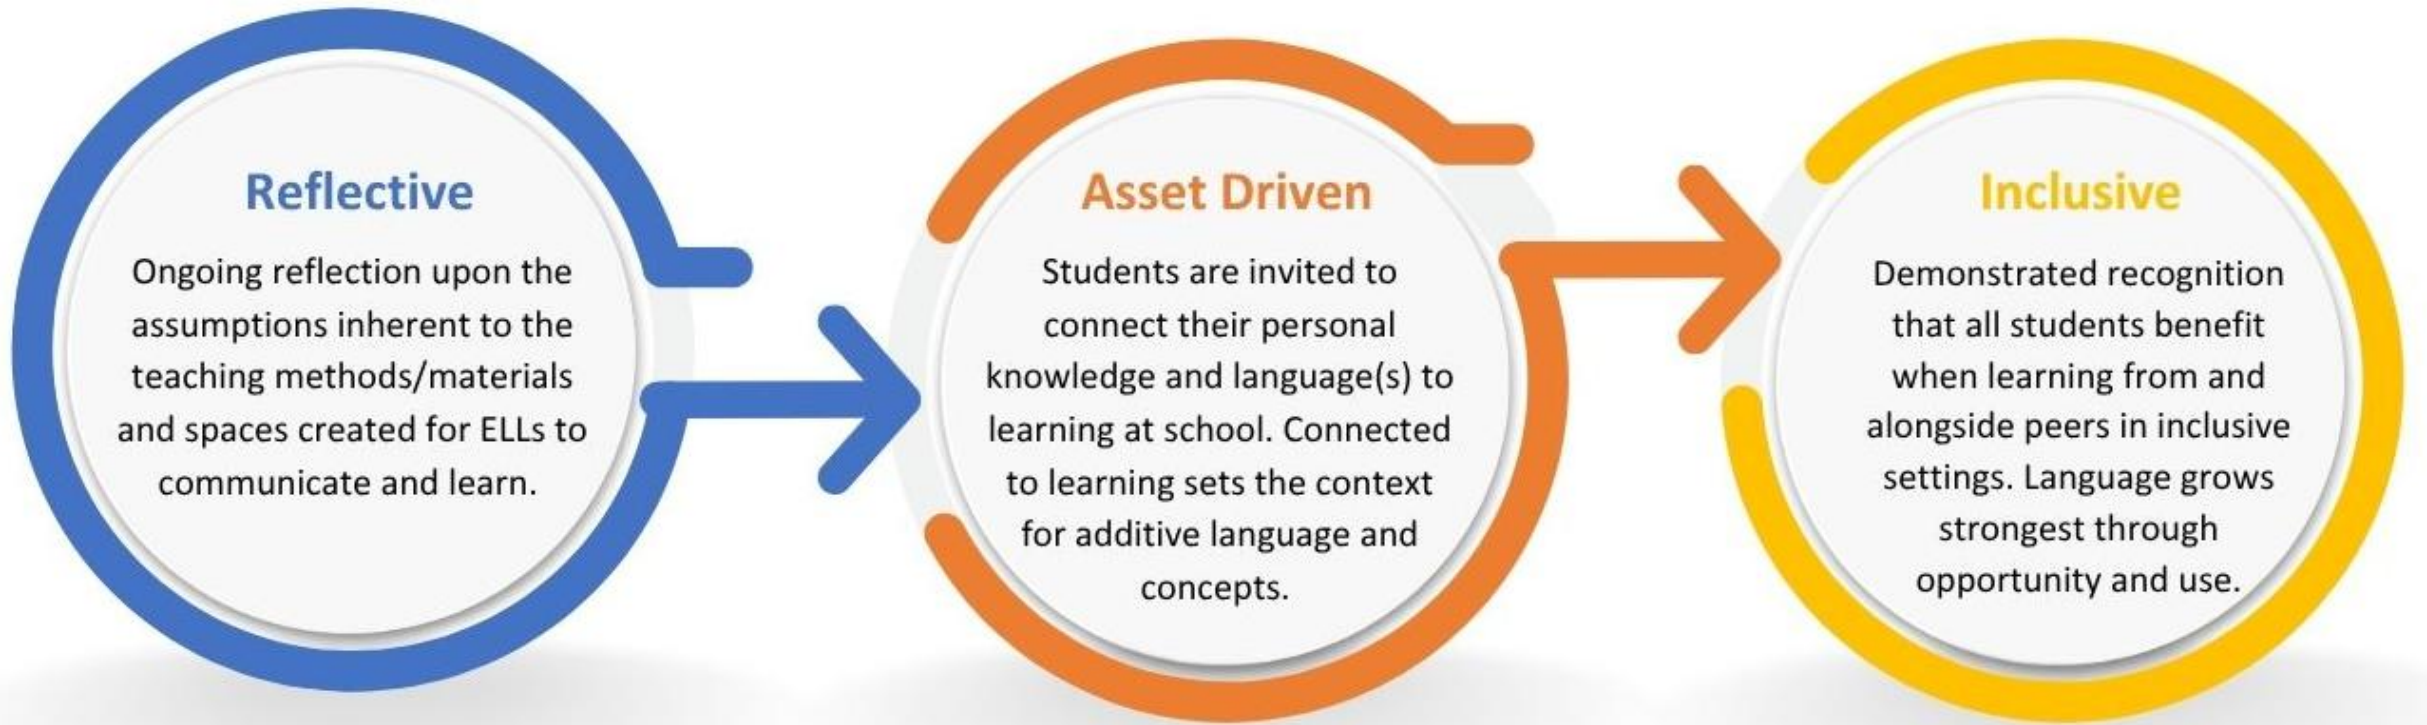 Reflective
Ongoing reflection upon the
assumptions inherent to the
teaching methods/materials
and spaces created for ELLs to
communicate and learn.
Asset Driven
Students are invited to
connect their personal
knowledge and language(s) to
learning at school. Connected
to learning sets the context
for additive language and
concepts.
Inclusive
Demonstrated recognition
that all students benefit
when learning from and
alongside peers in inclusive
settings. Language grows
strongest through
opportunity and use.